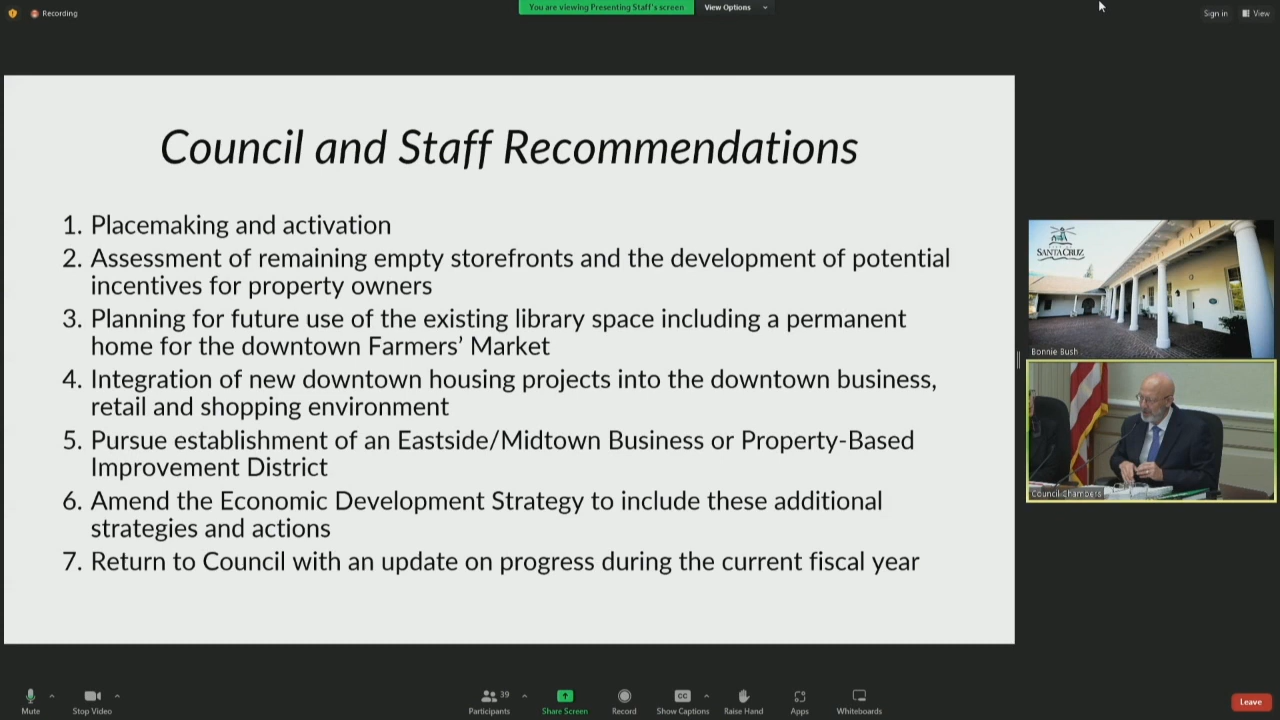 Recording
You are viewing Presenting Staff's screen
View Options
Sign in
View
Council and Staff Recommendations
1. Placemaking and activation
2. Assessment of remaining empty storefronts and the development of potential
incentives for property owners
3. Planning for future use of the existing library space including a permanent
home for the downtown Farmers’ Market
4. Integration of new downtown housing projects into the downtown business,
retail and shopping environment
5. Pursue establishment of an Eastside/Midtown Business or Property-Based
Improvement District
6. Amend the Economic Development Strategy to include these additional
strategies and actions
7. Return to Council with an update on progress during the current fiscal year
SANTA CRUZ
HALL
Bonnie Bush
Council Chambers
Mute
Stop Video
Participants
39
Share Screen
Record
CC
Show Captions
Raise Hand
Apps
Whiteboards
Leave